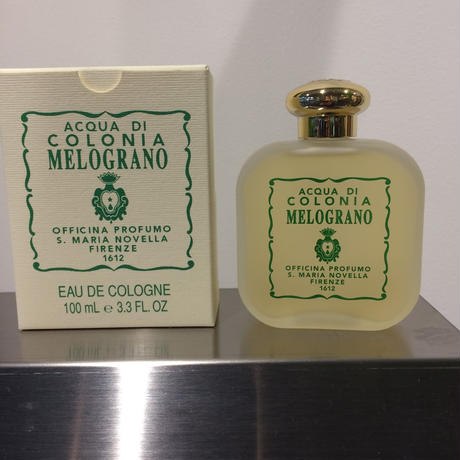 ACQUA DI
COLONIA
MELOGRANO
OFFICINA PROFUMO
S. MARIA NOVELLA
FIRENZE
1612
EAU DE COLOGNE
100 mL e 3.3 FL. OZ
ACQUA DI
COLONIA
MELOGRANO
OFFICINA PROFUMO
S. MARIA NOVELLA
FIRENZE
1612